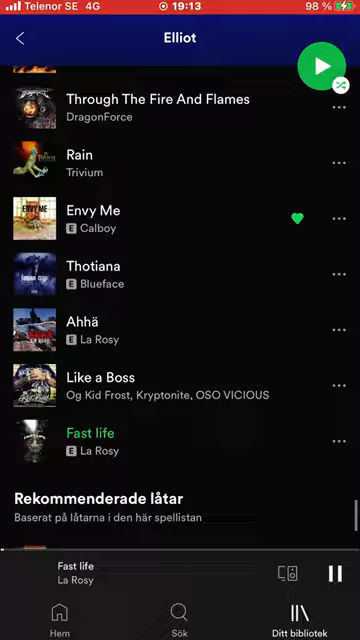 Telenor SE 4G 19:13 98 %
Elliot
Through The Fire And Flames
DragonForce
Rain
Trivium
ENVY ME
Envy Me
E Calboy
Thotiana
E Blueface
Ahhä
E La Rosy
Like a Boss
Og Kid Frost, Kryptonite, OSO VICIOUS
Fast life
E La Rosy
Rekommenderade låtar
Baserat på låtarna i den här spellistan
Fast life
La Rosy
Hem Sök Ditt bibliotek